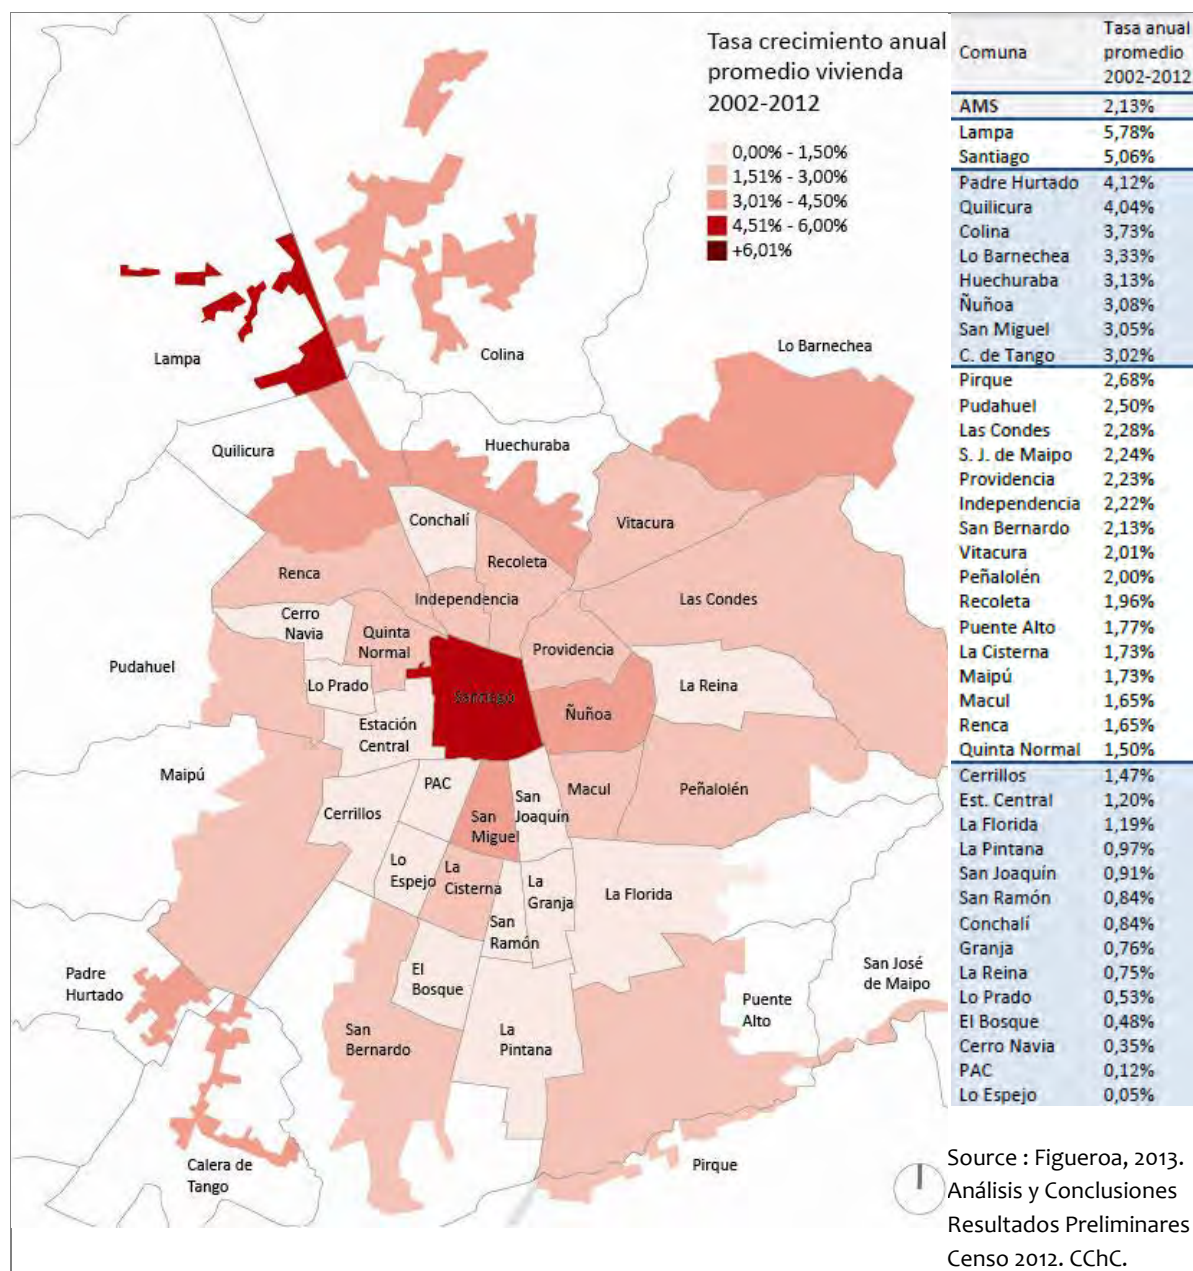 Tasa crecimiento anual
promedio vivienda
2002-2012
0,00% - 1,50%
1,51% - 3,00%
3,01% - 4,50%
4,51% - 6,00%
+6,01%
Lampa
Colina
Lo Barnechea
Quilicura
Huechuraba
Conchalí
Vitacura
Recoleta
Renca
Independencia
Las Condes
Cerro
Navia
Quinta
Normal
Providencia
Pudahuel
Lo Prado
La Reina
Santiago
Ñuñoa
Estación
Central
Maipú
PAC
Macul
Peñalolén
Cerrillos
San
Joaquín
San
Miguel
Lo
Espejo
La
Cisterna
La
Granja
La Florida
San
Ramón
El
Bosque
Padre
Hurtado
San José
de Maipo
Puente
Alto
San
Bernardo
La
Pintana
Calera de
Tango
Pirque
Comuna Tasa anual
promedio
2002-2012
AMS 2,13%
Lampa 5,78%
Santiago 5,06%
Padre Hurtado 4,12%
Quilicura 4,04%
Colina 3,73%
Lo Barnechea 3,33%
Huechuraba 3,13%
Ñuñoa 3,08%
San Miguel 3,05%
C. de Tango 3,02%
Pirque 2,68%
Pudahuel 2,50%
Las Condes 2,28%
S. J. de Maipo 2,24%
Providencia 2,23%
Independencia 2,22%
San Bernardo 2,13%
Vitacura 2,01%
Peñalolén 2,00%
Recoleta 1,96%
Puente Alto 1,77%
La Cisterna 1,73%
Maipú 1,73%
Macul 1,65%
Renca 1,65%
Quinta Normal 1,50%
Cerrillos 1,47%
Est. Central 1,20%
La Florida 1,19%
La Pintana 0,97%
San Joaquín 0,91%
San Ramón 0,84%
Conchalí 0,84%
Granja 0,76%
La Reina 0,75%
Lo Prado 0,53%
El Bosque 0,48%
Cerro Navia 0,35%
PAC 0,12%
Lo Espejo 0,05%
Source : Figueroa, 2013.
Análisis y Conclusiones
Resultados Preliminares
Censo 2012. CChC.